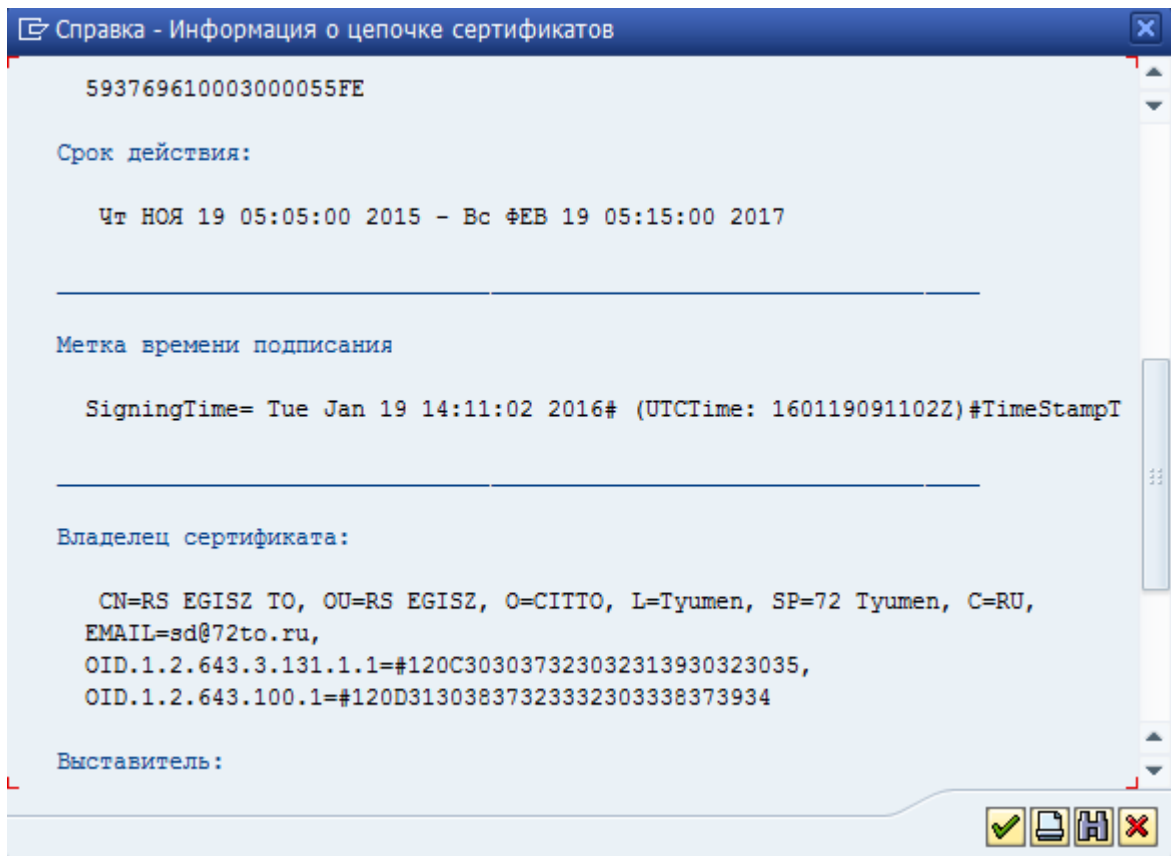 Справка - Информация о цепочке сертификатов
593769610003000055FE
Срок действия:
Чт НОЯ 19 05:05:00 2015 - Вс ФЕВ 19 05:15:00 2017
Метка времени подписания
SigningTime= Tue Jan 19 14:11:02 2016# (UTCTime: 160119091102Z)#TimeStampT
Владелец сертификата:
CN=RS EGISZ TO, OU=RS EGISZ, O=CITTO, L=Tyumen, SP=72 Tyumen, C=RU,
EMAIL=sd@72to.ru,
OID.1.2.643.3.131.1.1=#120C303037323032313930323035,
OID.1.2.643.100.1=#120D31303837323332303338373934
Выставитель: